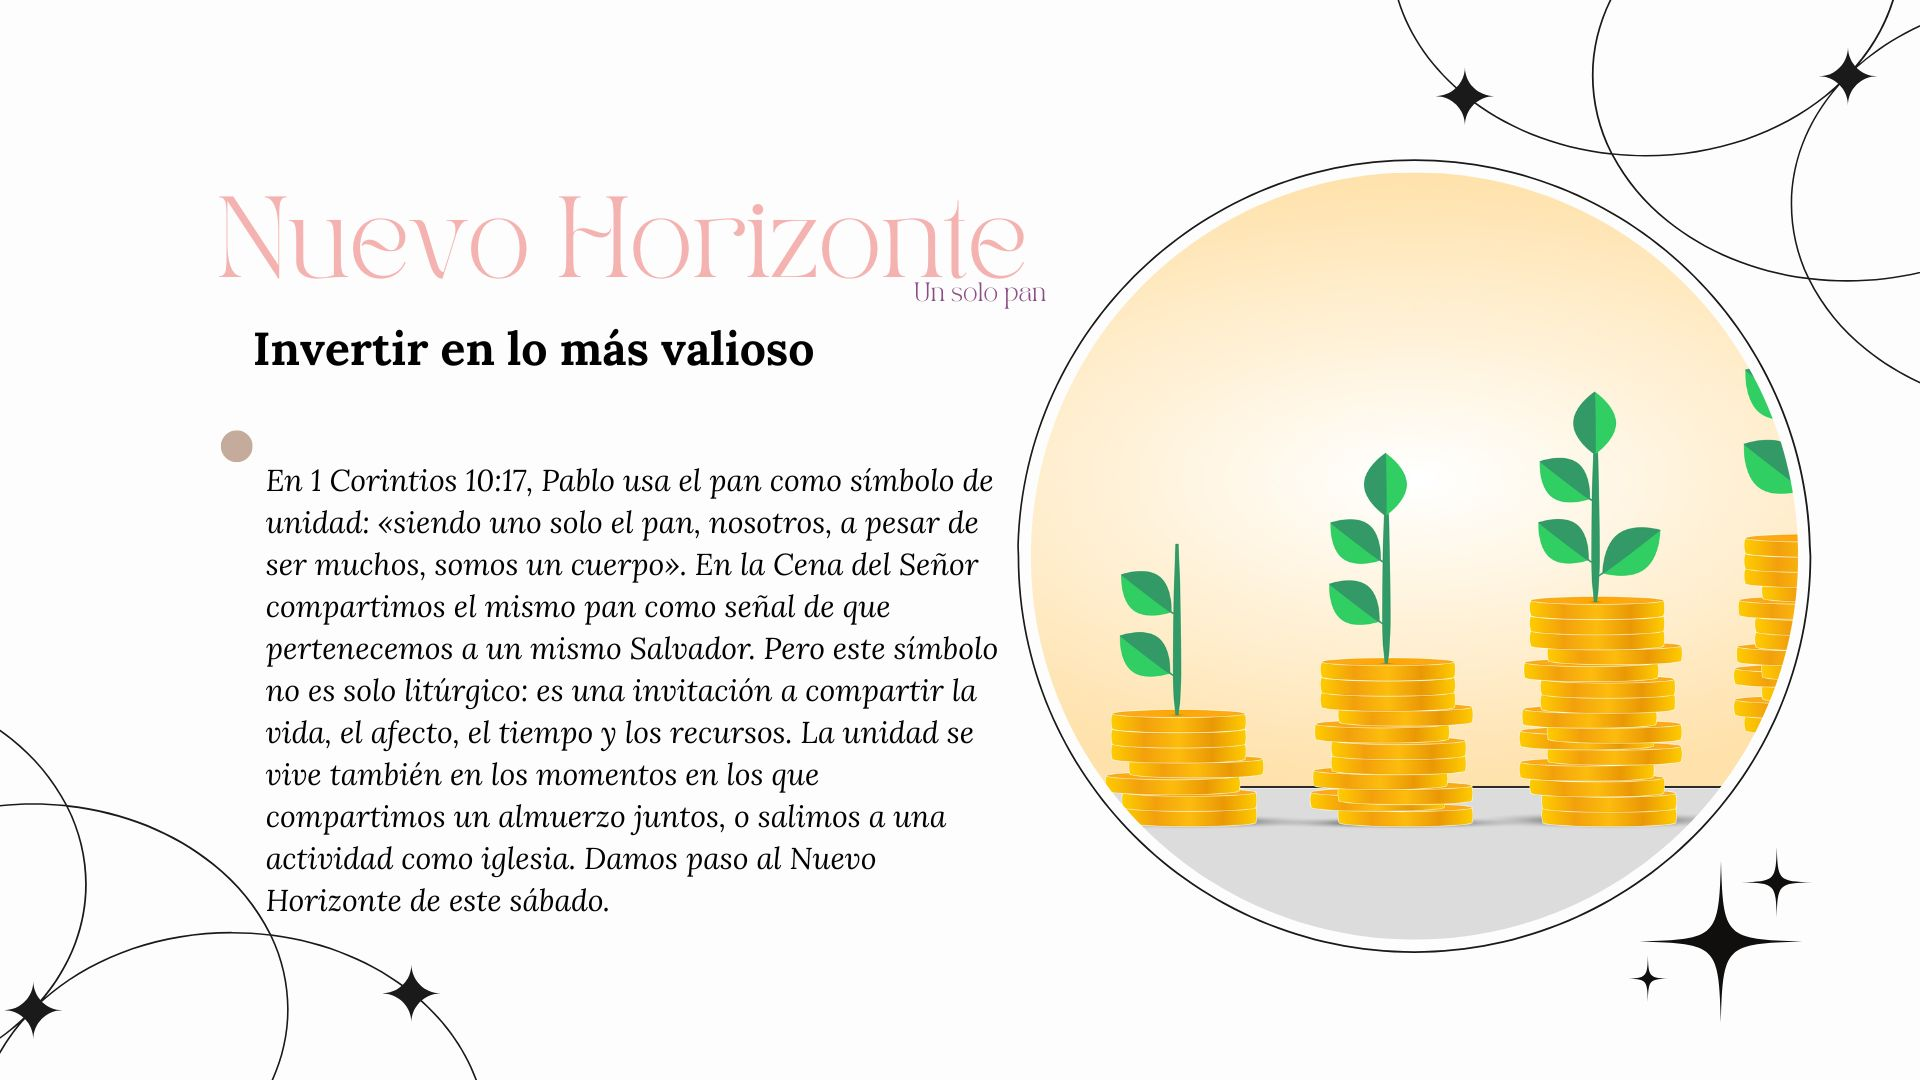 Nuevo Horizonte
Un solo pan
Invertir en lo más valioso
En 1 Corintios 10:17, Pablo usa el pan como símbolo de
unidad: «siendo uno solo el pan, nosotros, a pesar de
ser muchos, somos un cuerpo». En la Cena del Señor
compartimos el mismo pan como señal de que
pertenecemos a un mismo Salvador. Pero este símbolo
no es solo litúrgico: es una invitación a compartir la
vida, el afecto, el tiempo y los recursos. La unidad se
vive también en los momentos en los que
compartimos un almuerzo juntos, o salimos a una
actividad como iglesia. Damos paso al Nuevo
Horizonte de este sábado.